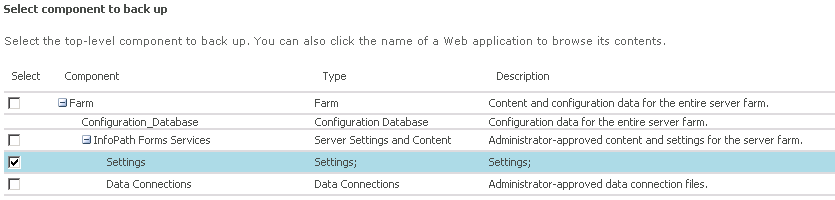 Select component to back up
Select the top-level component to back up. You can also click the name of a Web application to browse its contents.
Select Component Type Description
Farm Farm Content and configuration data for the entire server farm.
Configuration_Database Configuration Database Configuration data for the entire server farm.
InfoPath Forms Services Server Settings and Content Administrator-approved content and settings for the server farm.
Settings Settings; Settings;
Data Connections Data Connections Administrator-approved data connection files.